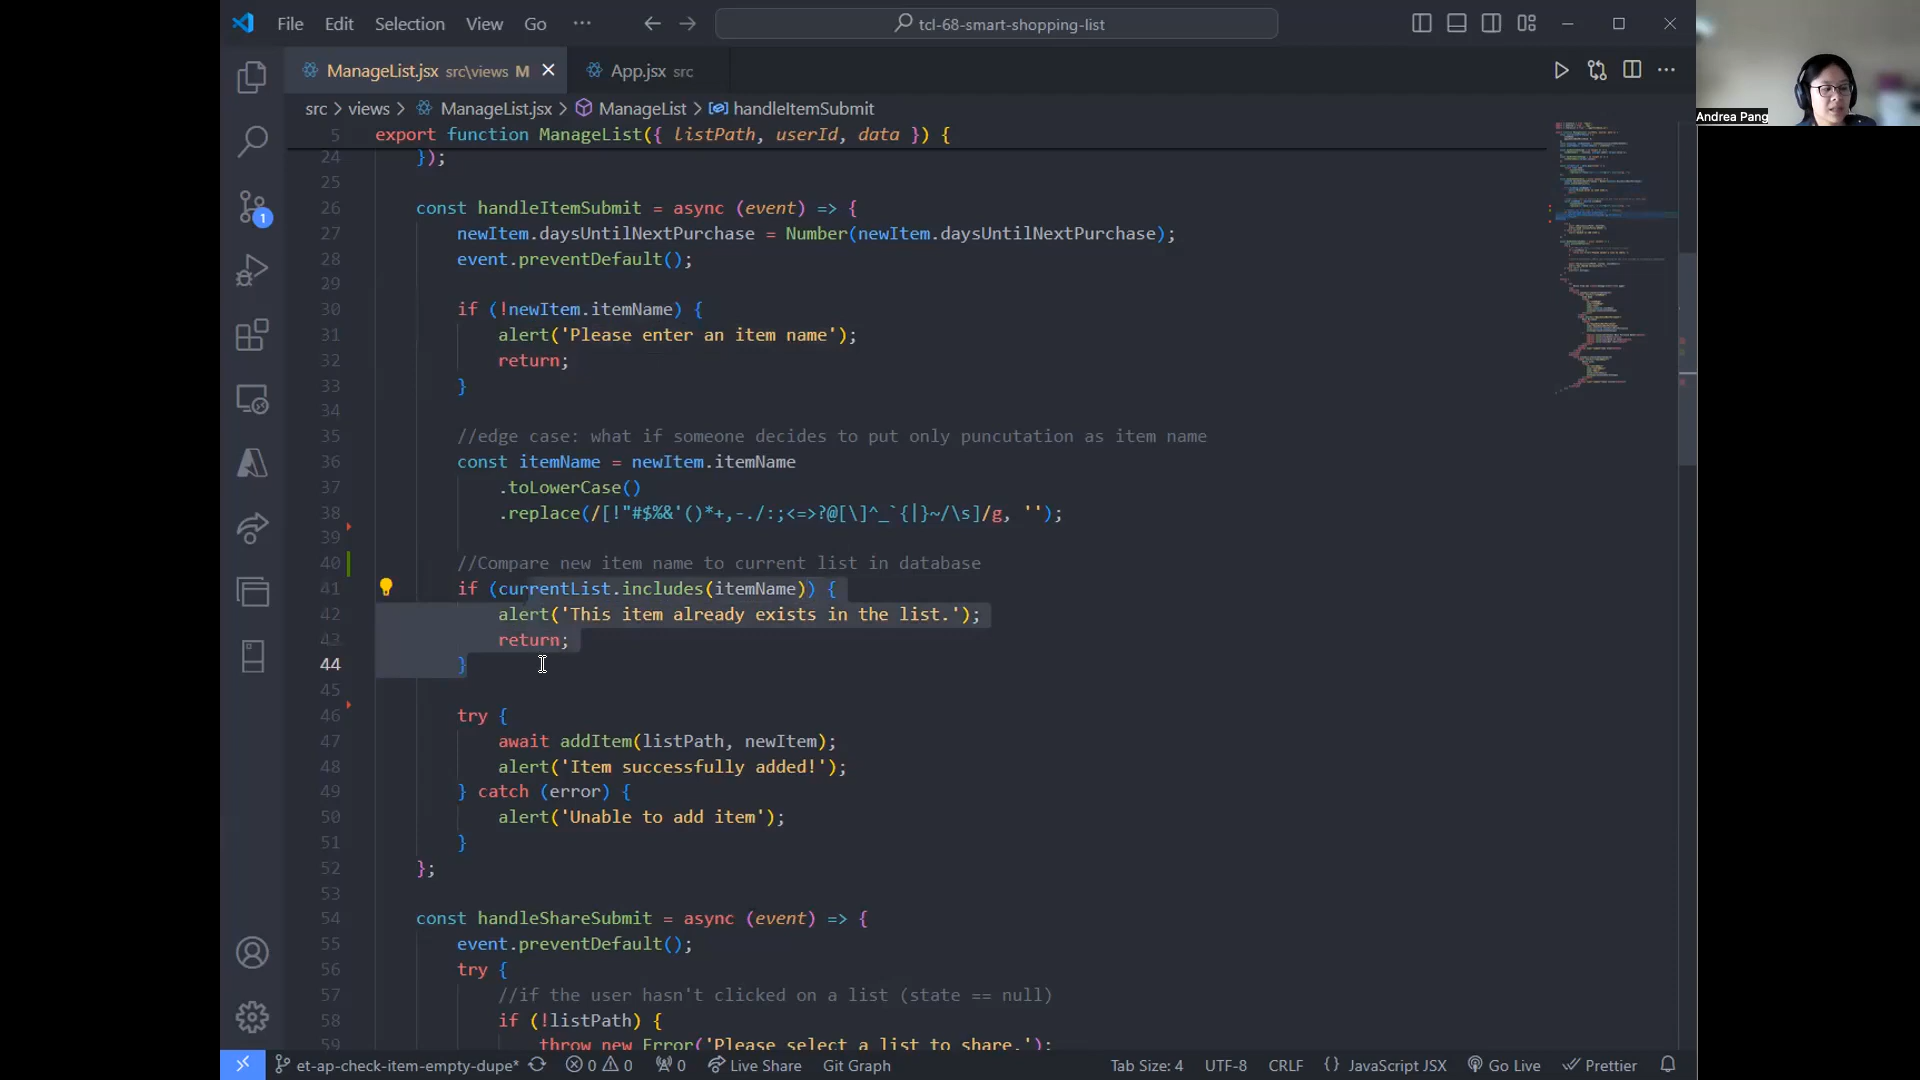 File Edit Selection View Go ···
tcl-68-smart-shopping-list
ManageList.jsx src\views M
App.jsx src
src > views > ManageList.jsx > ManageList > handleItemSubmit
5 export function ManageList({ listPath, userId, data }) {
24 });
25
26 const handleItemSubmit = async (event) => {
27 newItem.daysUntilNextPurchase = Number(newItem.daysUntilNextPurchase);
28 event.preventDefault();
29
30 if (!newItem.itemName) {
31 alert('Please enter an item name');
32 return;
33 }
34
35 //edge case: what if someone decides to put only puncutation as item name
36 const itemName = newItem.itemName
37 .toLowerCase()
38 .replace(/[!"#$%&'()*+,-./:;<=>?@[\]^_`{|}~/\s]/g, '');
39
40 //Compare new item name to current list in database
41 if (currentList.includes(itemName)) {
42 alert('This item already exists in the list.');
43 return;
44 }
45
46 try {
47 await addItem(listPath, newItem);
48 alert('Item successfully added!');
49 } catch (error) {
50 alert('Unable to add item');
51 }
52 };
53
54 const handleShareSubmit = async (event) => {
55 event.preventDefault();
56 try {
57 //if the user hasn't clicked on a list (state == null)
58 if (!listPath) {
59 throw new Error('Please select a list to share.');
1
et-ap-check-item-empty-dupe* 0 0 0 Live Share Git Graph Tab Size: 4 UTF-8 CRLF {} JavaScript JSX Go Live Prettier
Andrea Pang